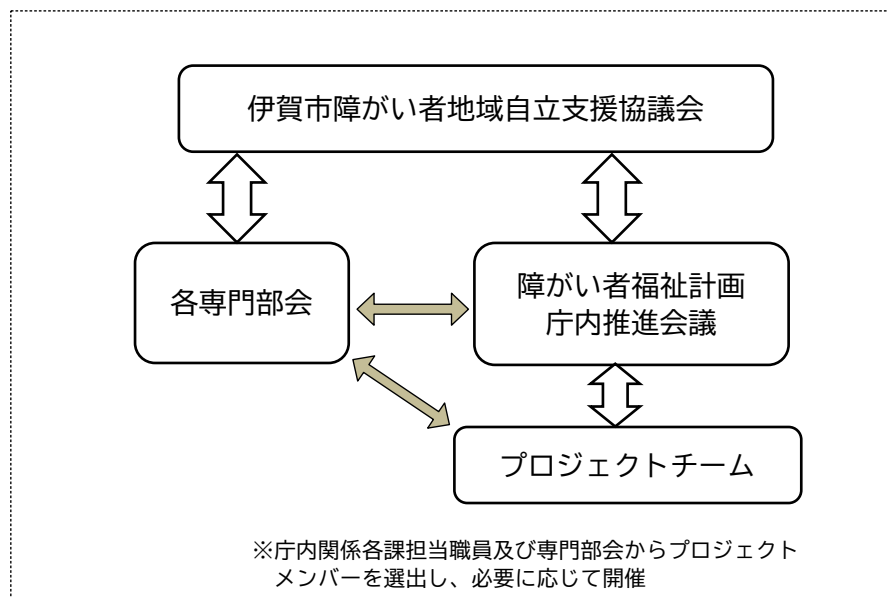 伊賀市障がい者地域自立支援協議会
各専門部会
障がい者福祉計画
庁内推進会議
プロジェクトチーム
※庁内関係各課担当職員及び専門部会からプロジェクト
メンバーを選出し、必要に応じて開催